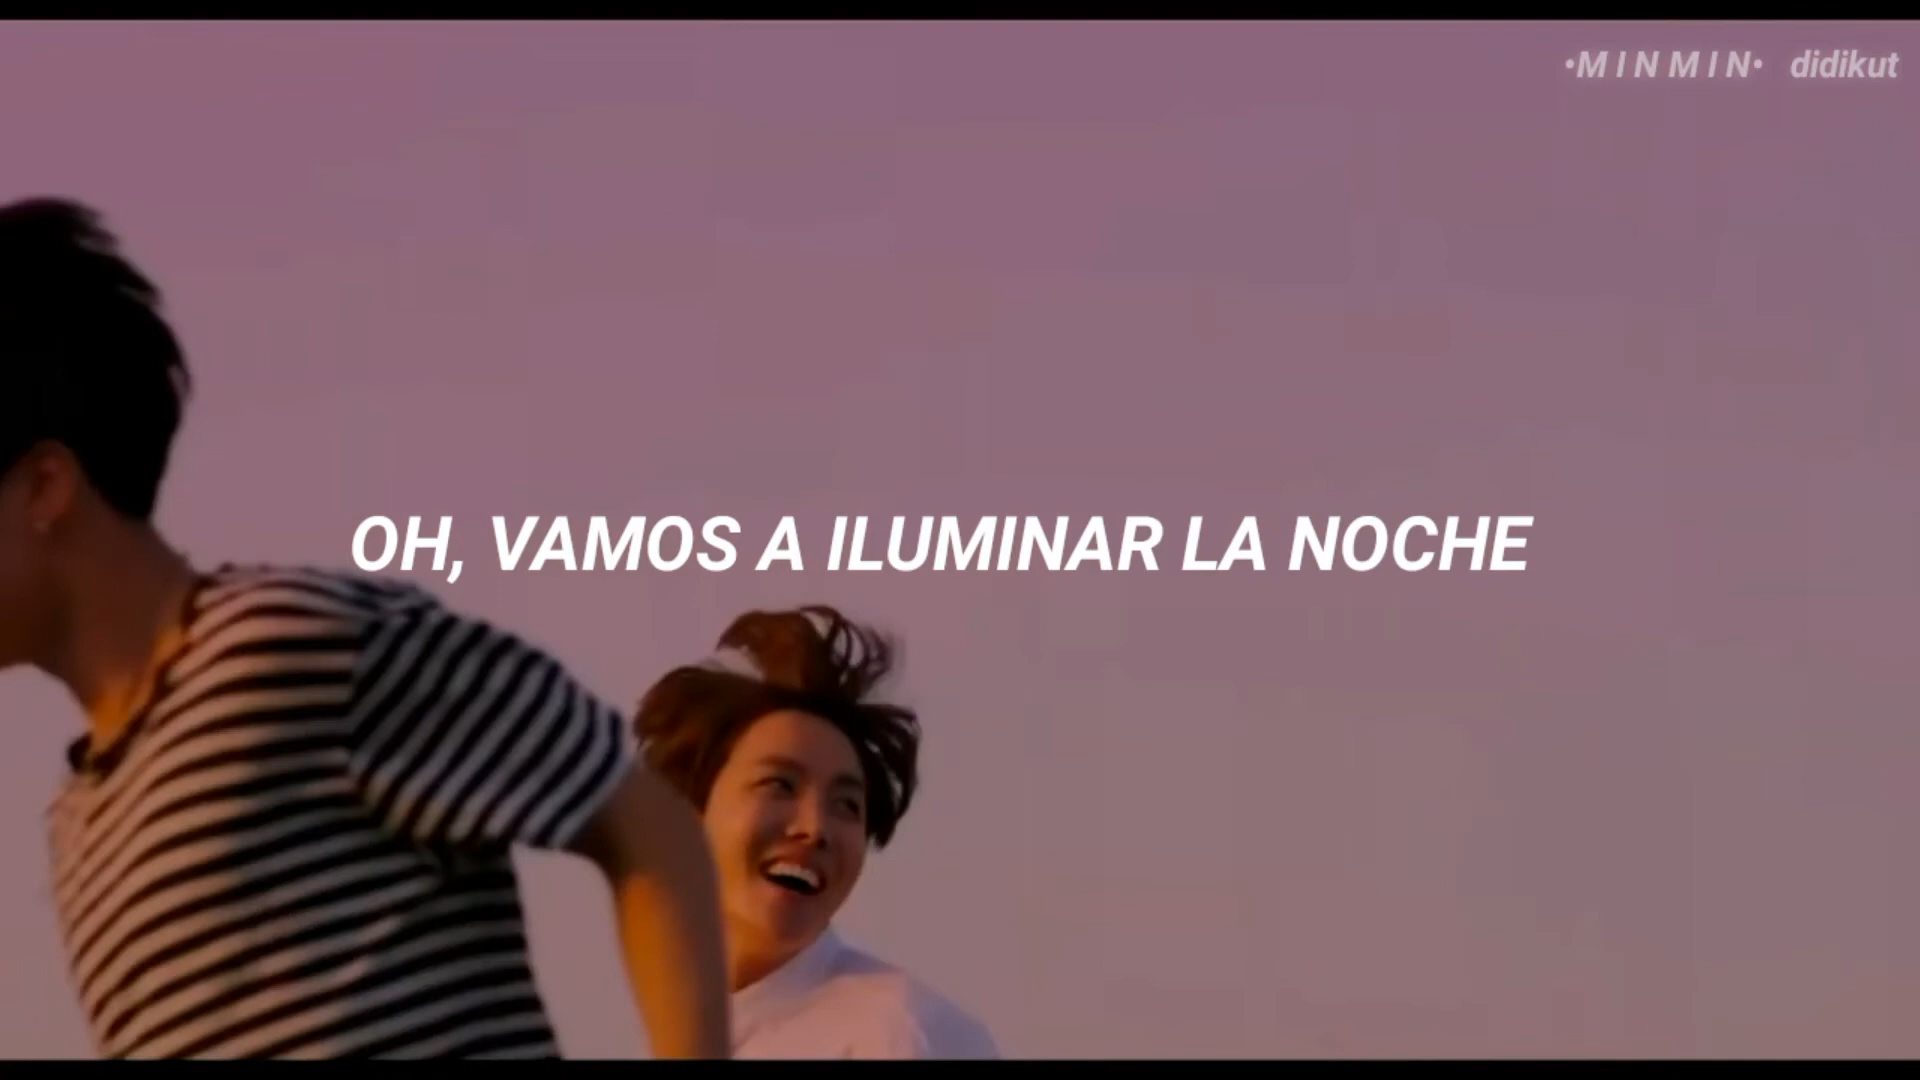 •M I N M I N• didikut
OH, VAMOS A ILUMINAR LA NOCHE